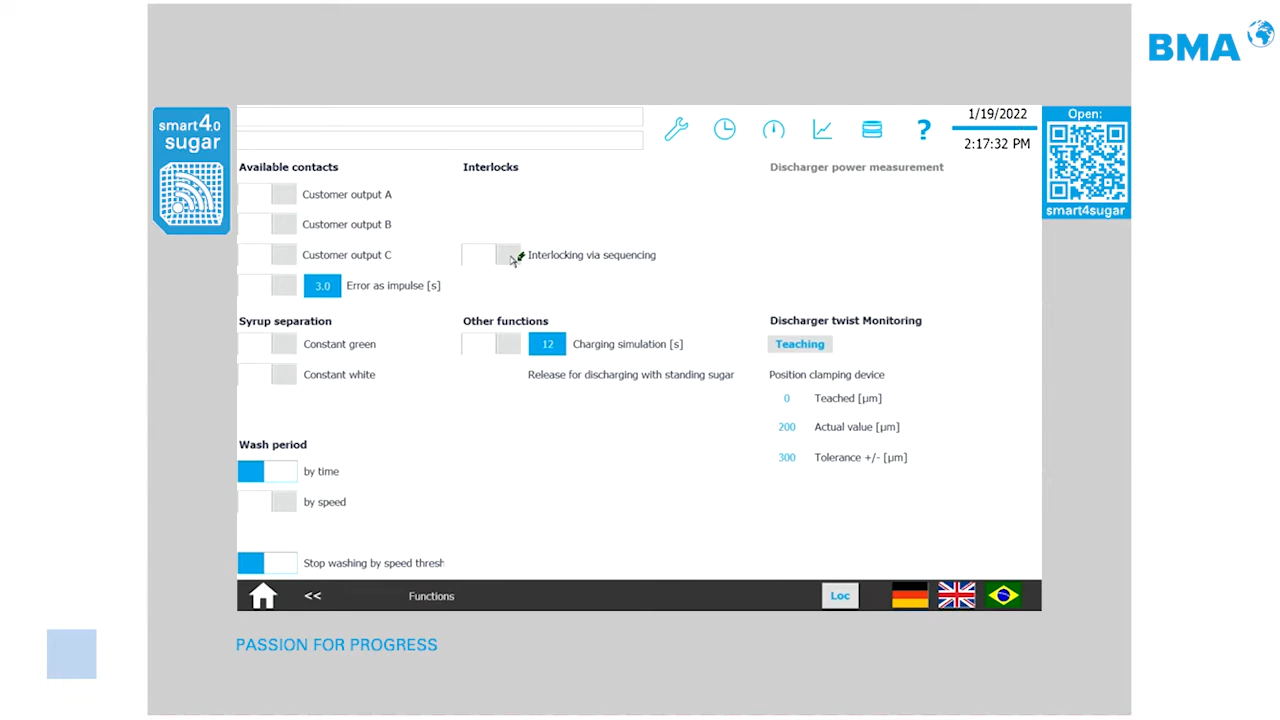 BMA
smart4.0
sugar
1/19/2022
2:17:32 PM
?
Open:
smart4sugar
Available contacts
Customer output A
Customer output B
Customer output C
3.0 Error as impulse [s]
Interlocks
Interlocking via sequencing
Discharger power measurement
Syrup separation
Constant green
Constant white
Other functions
12 Charging simulation [s]
Release for discharging with standing sugar
Discharger twist Monitoring
Teaching
Position clamping device
0 Teached [µm]
200 Actual value [µm]
300 Tolerance +/- [µm]
Wash period
by time
by speed
Stop washing by speed thresh
<< Functions Loc
PASSION FOR PROGRESS